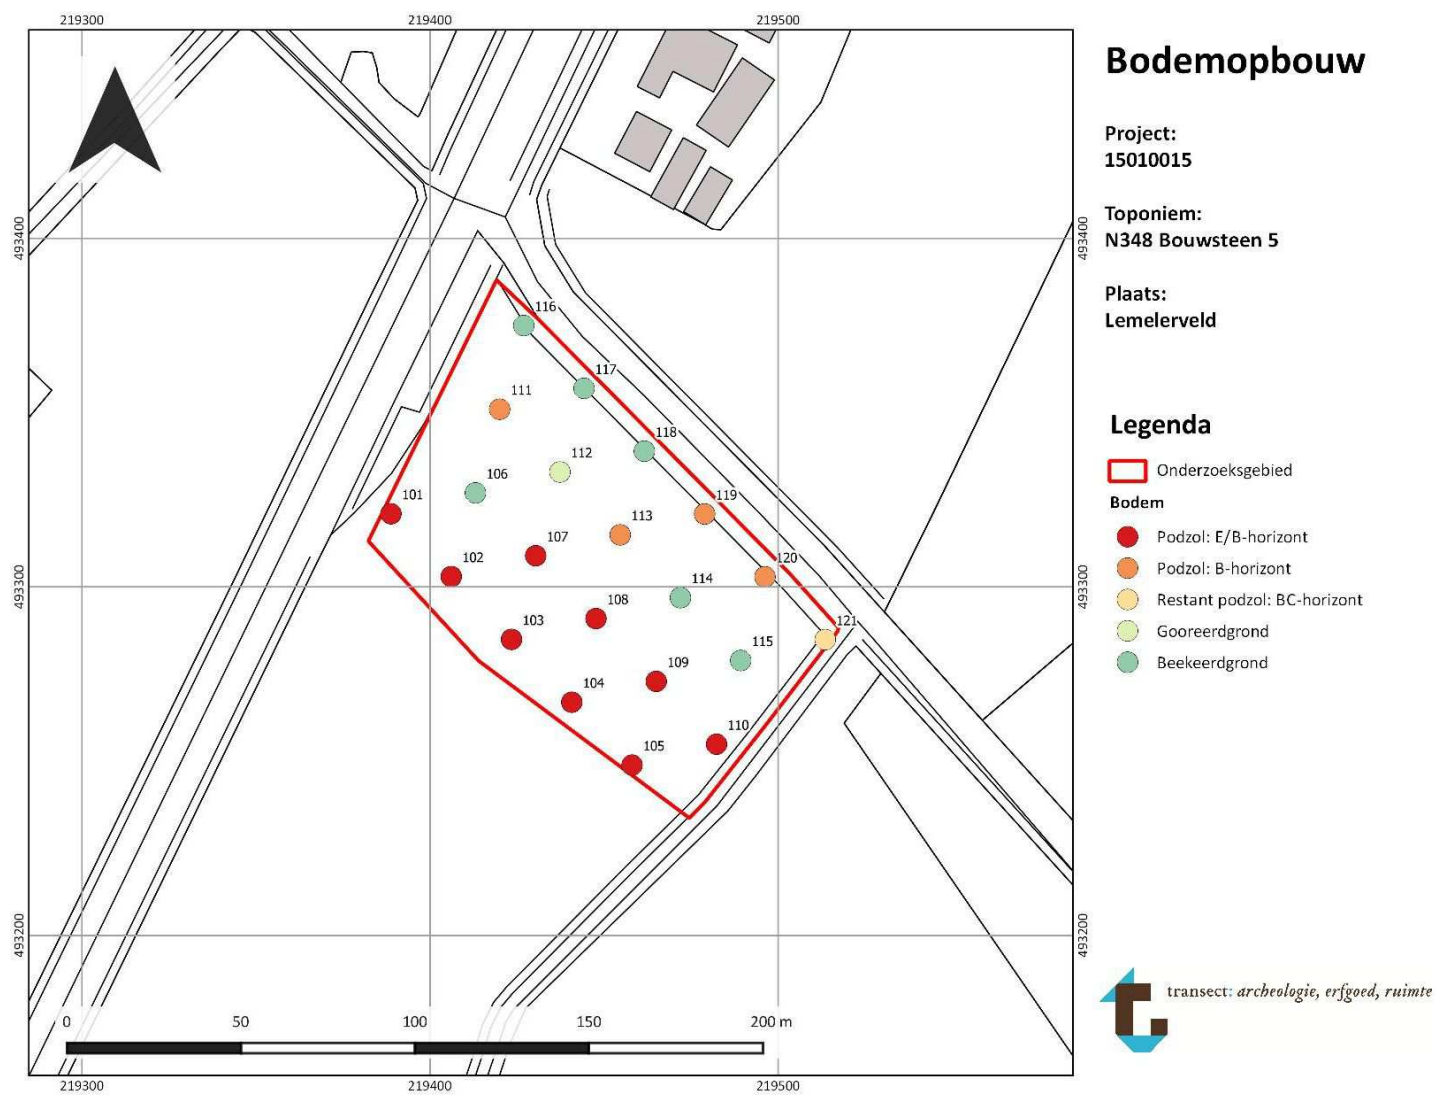 219300
219400
219500
Bodemopbouw
Project:
15010015
Toponiem:
N348 Bouwsteen 5
Plaats:
Lemelerveld
493400
493400
116
117
111
118
112
106
101
119
113
107
102
120
493300
493300
114
108
103
121
115
109
104
110
105
Legenda
Onderzoeksgebied
Bodem
Podzol: E/B-horizont
Podzol: B-horizont
Restant podzol: BC-horizont
Gooreerdgrond
Beekeerdgrond
493200
493200
transect: archeologie, erfgoed, ruimte
0 50 100 150 200 m
219300
219400
219500